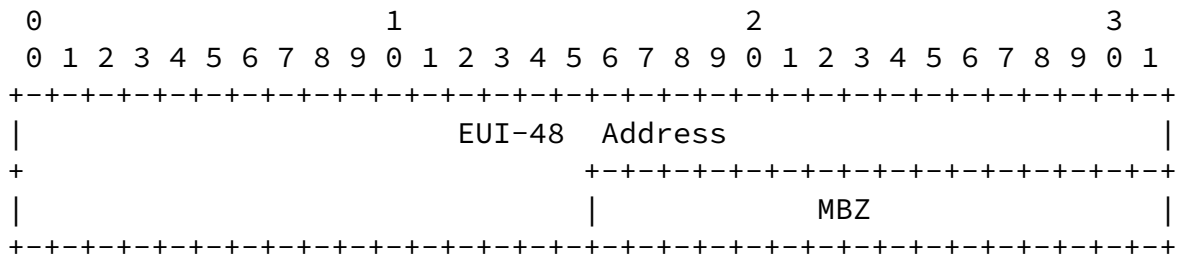 0                   1                   2                   3
0 1 2 3 4 5 6 7 8 9 0 1 2 3 4 5 6 7 8 9 0 1 2 3 4 5 6 7 8 9 0 1
+-+-+-+-+-+-+-+-+-+-+-+-+-+-+-+-+-+-+-+-+-+-+-+-+-+-+-+-+-+-+-+-+
|                        EUI-48  Address                        |
+                               +-+-+-+-+-+-+-+-+-+-+-+-+-+-+-+-+
|                               |            MBZ                |
+-+-+-+-+-+-+-+-+-+-+-+-+-+-+-+-+-+-+-+-+-+-+-+-+-+-+-+-+-+-+-+-+